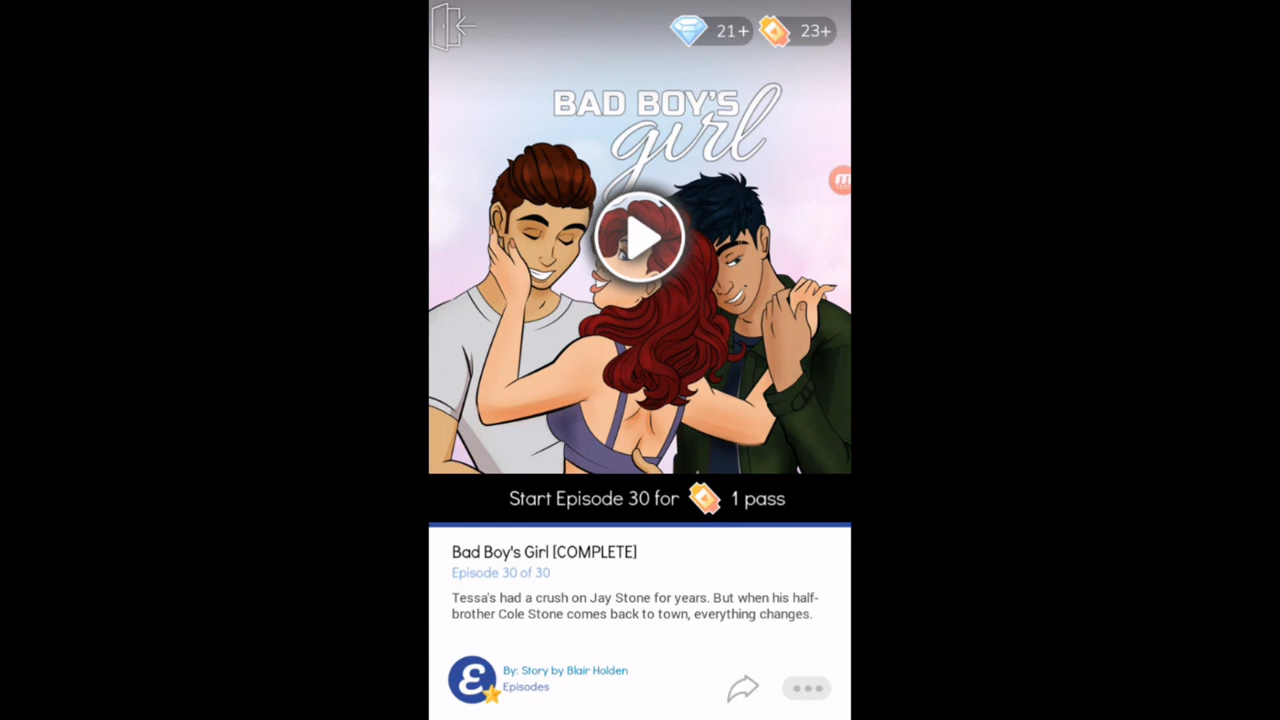 21+ 23+
BAD BOY'S
girl
Start Episode 30 for 1 pass
Bad Boy's Girl [COMPLETE]
Episode 30 of 30
Tessa's had a crush on Jay Stone for years. But when his half-
brother Cole Stone comes back to town, everything changes.
By: Story by Blair Holden
Episodes